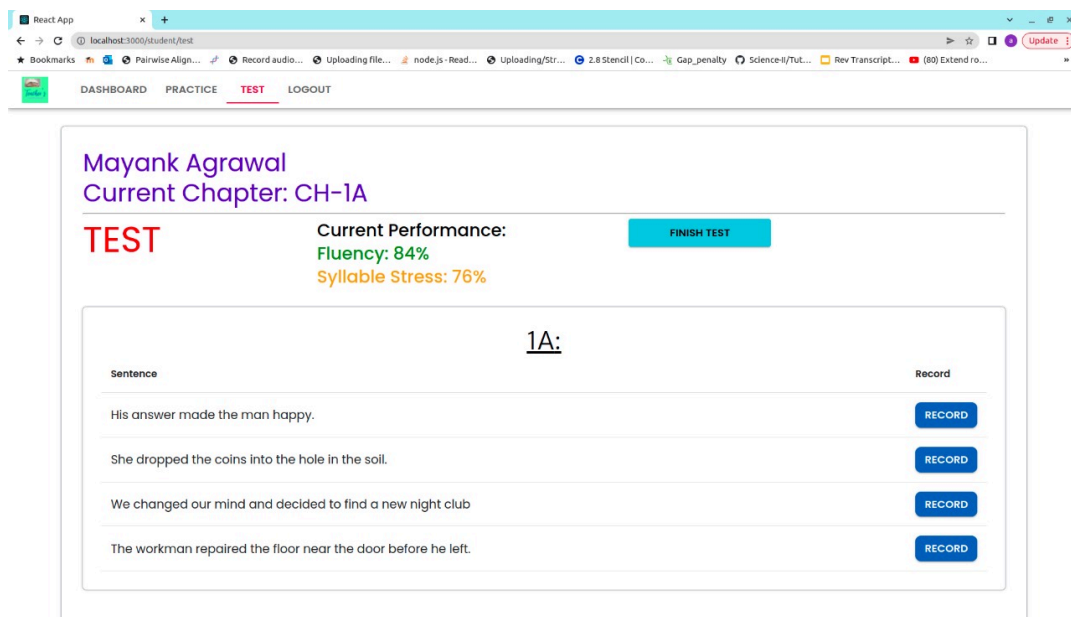 React App
localhost:3000/student/test
Update
Bookmarks Pairwise Align... Record audio... Uploading file... node.js - Read... Uploading/Str... 2.8 Stencil | Co... Gap_penalty Science-II/Tut... Rev Transcript... (80) Extend ro... »
DASHBOARD PRACTICE TEST LOGOUT
Mayank Agrawal
Current Chapter: CH-1A
TEST
Current Performance:
Fluency: 84%
Syllable Stress: 76%
FINISH TEST
1A:
Sentence Record
His answer made the man happy. RECORD
She dropped the coins into the hole in the soil. RECORD
We changed our mind and decided to find a new night club RECORD
The workman repaired the floor near the door before he left. RECORD